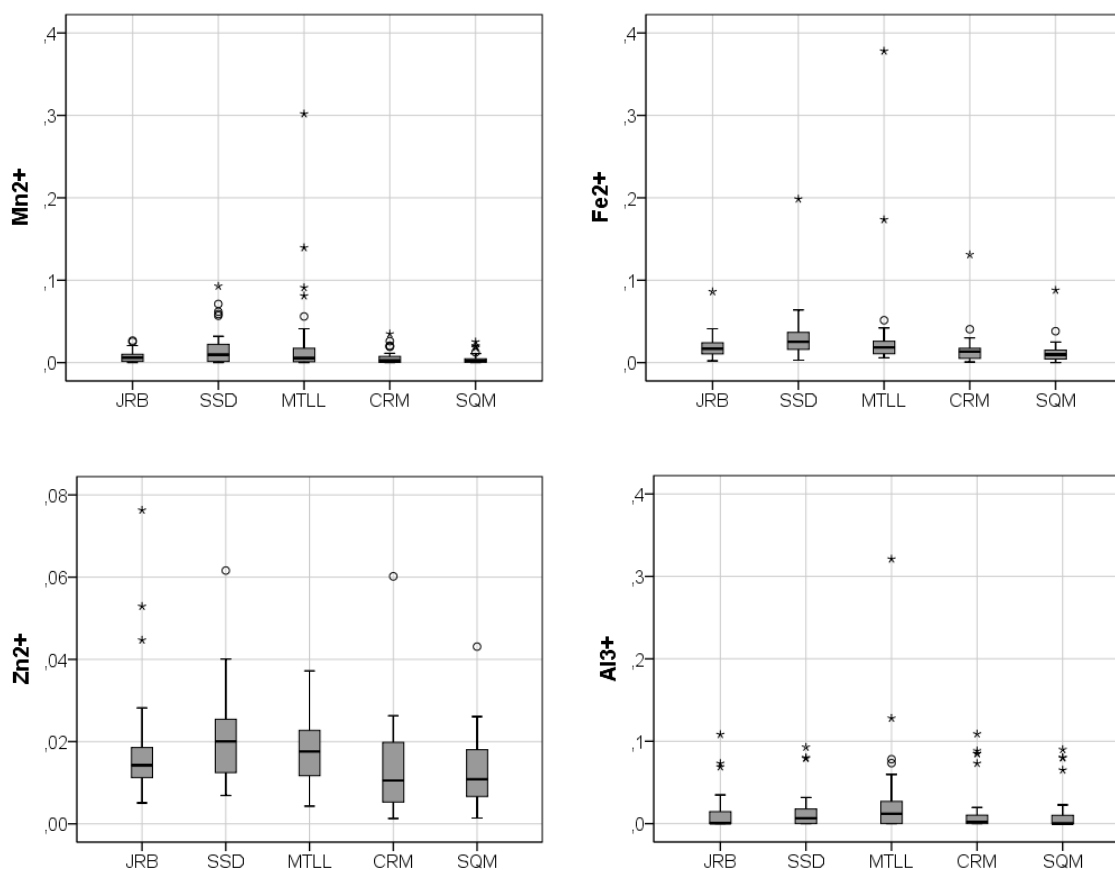 Mn2+
,4
,3
,2
,1
,0
JRB SSD MTLL CRM SQM
Fe2+
,4
,3
,2
,1
,0
JRB SSD MTLL CRM SQM
Zn2+
,08
,06
,04
,02
,00
JRB SSD MTLL CRM SQM
Al3+
,4
,3
,2
,1
,0
JRB SSD MTLL CRM SQM